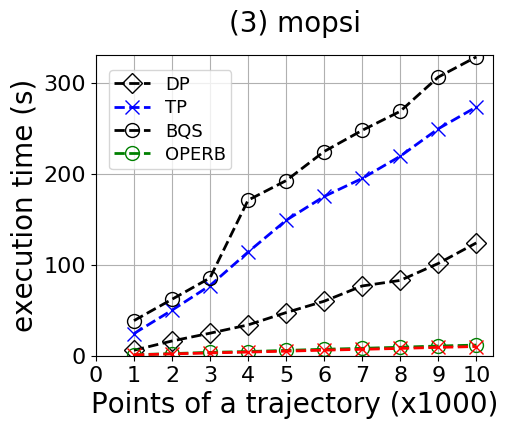 (3) mopsi
execution time (s)
300
200
100
0
DP
TP
BQS
OPERB
0 1 2 3 4 5 6 7 8 9 10
Points of a trajectory (x1000)